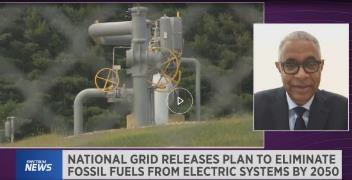 SPECTRUM
NEWS
NATIONAL GRID RELEASES PLAN TO ELIMINATE
FOSSIL FUELS FROM ELECTRIC SYSTEMS BY 2050